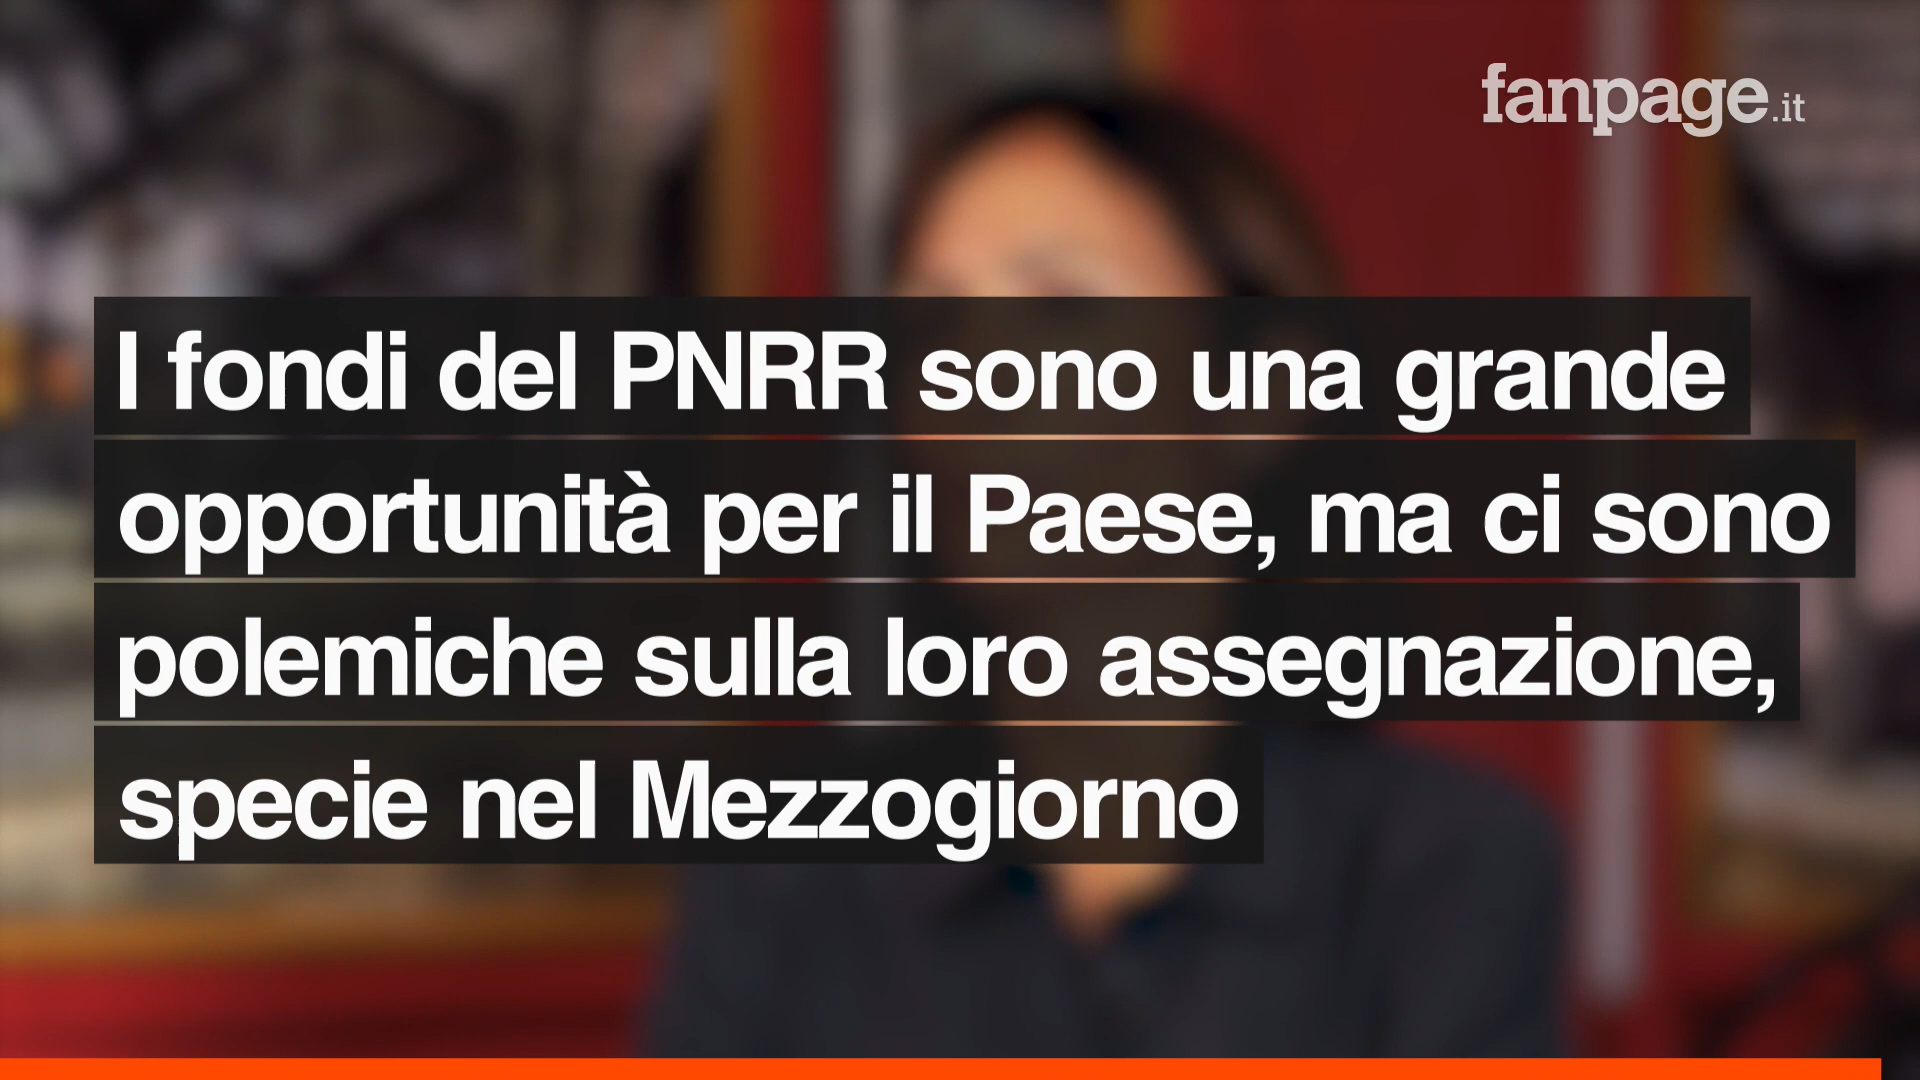 fanpage.it
I fondi del PNRR sono una grande
opportunità per il Paese, ma ci sono
polemiche sulla loro assegnazione,
specie nel Mezzogiorno